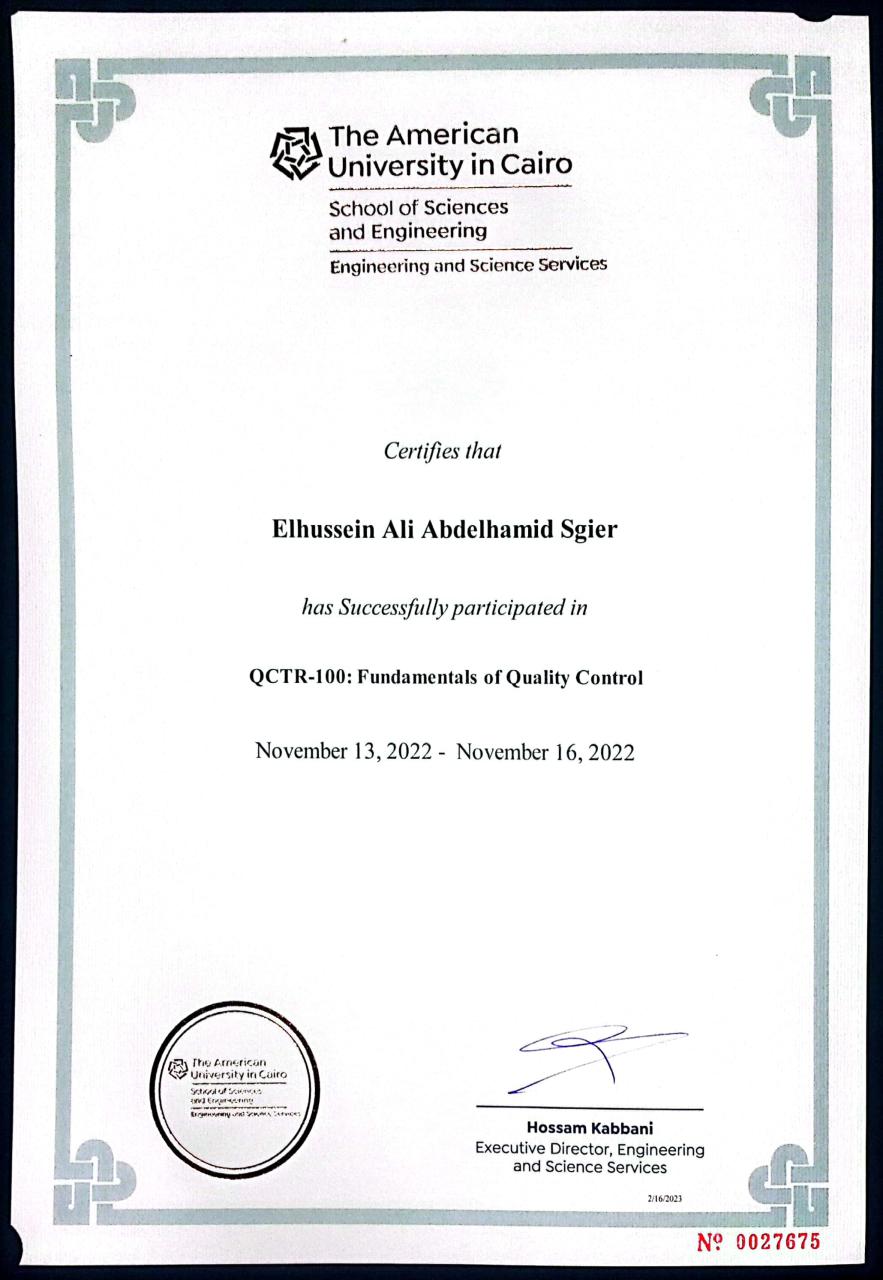 The American
University in Cairo
School of Sciences
and Engineering
Engineering and Science Services
Certifies that
Elhussein Ali Abdelhamid Sgier
has Successfully participated in
QCTR-100: Fundamentals of Quality Control
November 13, 2022 - November 16, 2022
The American
University in Cairo
School of Sciences
and Engineering
Engineering and Science Services
Hossam Kabbani
Executive Director, Engineering
and Science Services
2/16/2023
Nº 0027675